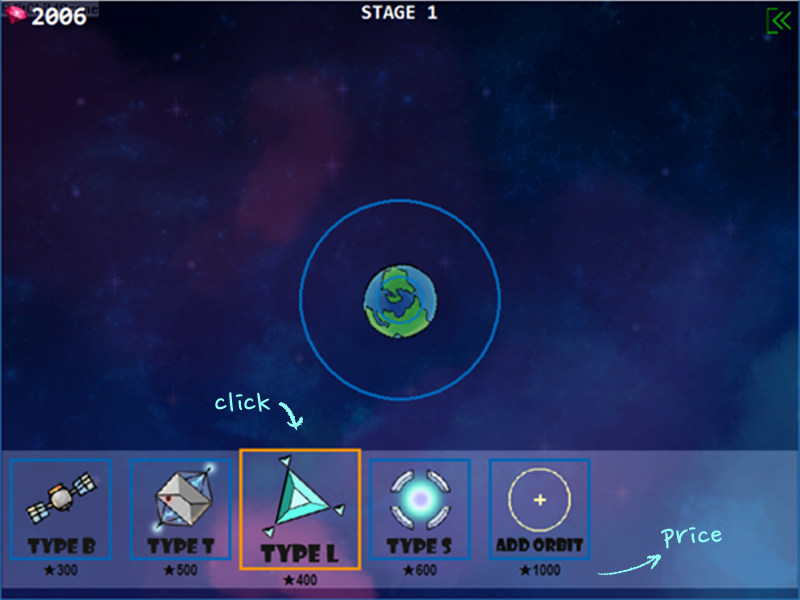 2006
STAGE 1
click
TYPE B
TYPE T
TYPE L
TYPE S
ADD ORBIT
★300
★500
★400
★600
★1000
Price